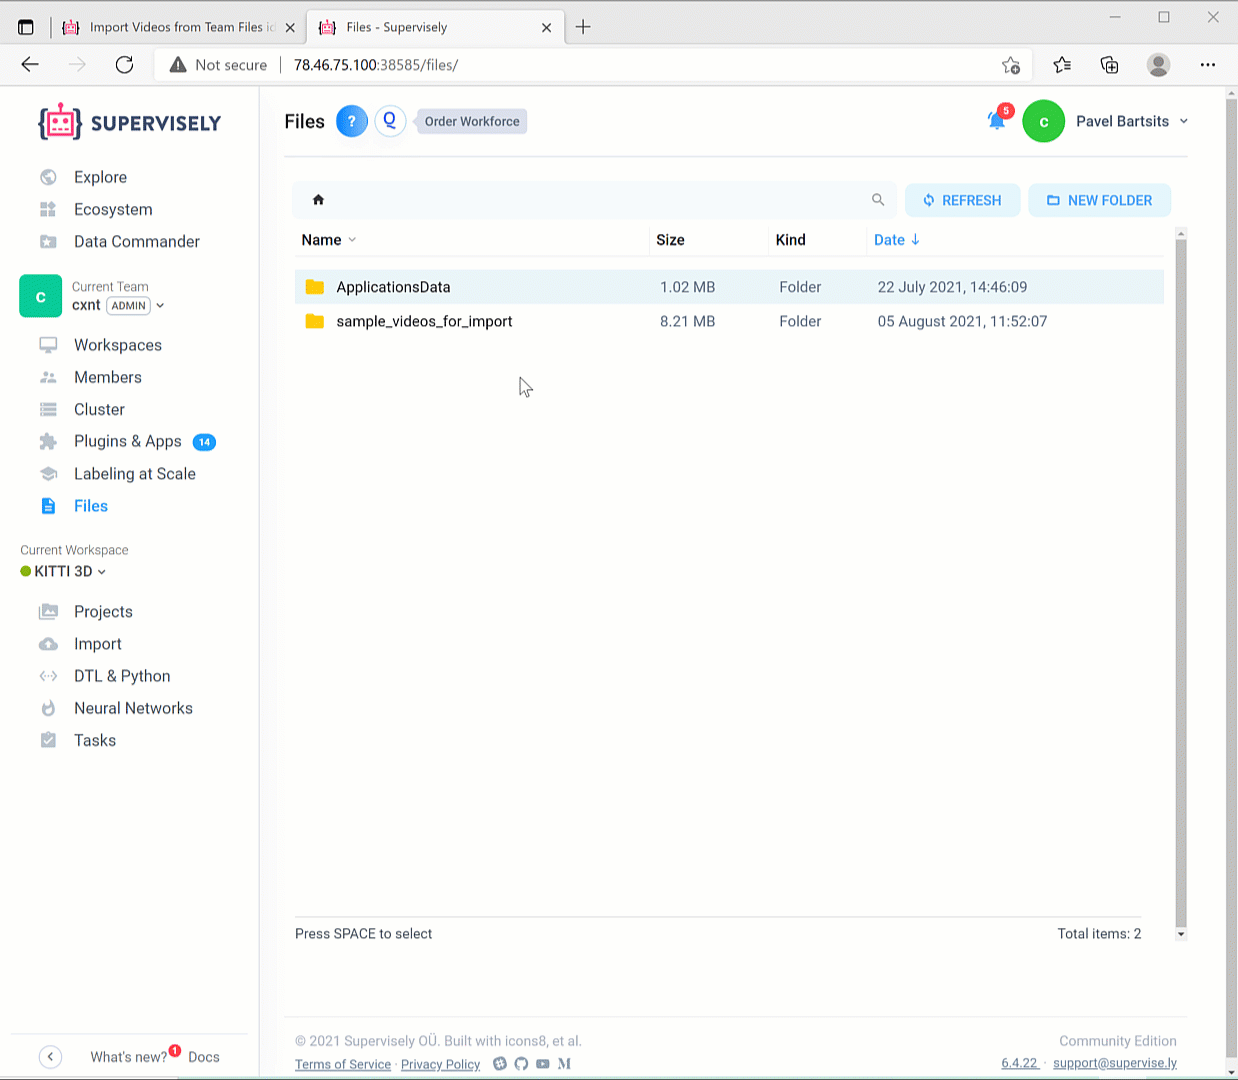 Import Videos from Team Files
Files - Supervisely
Not secure
78.46.75.100:38585/files/
SUPERVISELY
Files
?
Q
Order Workforce
5
c
Pavel Bartsits
Explore
Ecosystem
Data Commander
c
Current Team
cxnt ADMIN
Workspaces
Members
Cluster
Plugins & Apps 14
Labeling at Scale
Files
Current Workspace
KITTI 3D
Projects
Import
DTL & Python
Neural Networks
Tasks
REFRESH
NEW FOLDER
Name Size Kind Date
ApplicationsData 1.02 MB Folder 22 July 2021, 14:46:09
sample_videos_for_import 8.21 MB Folder 05 August 2021, 11:52:07
Press SPACE to select
Total items: 2
What's new? 1 Docs
© 2021 Supervisely OÜ. Built with icons8, et al.
Terms of Service · Privacy Policy
Community Edition
6.4.22 · support@supervise.ly